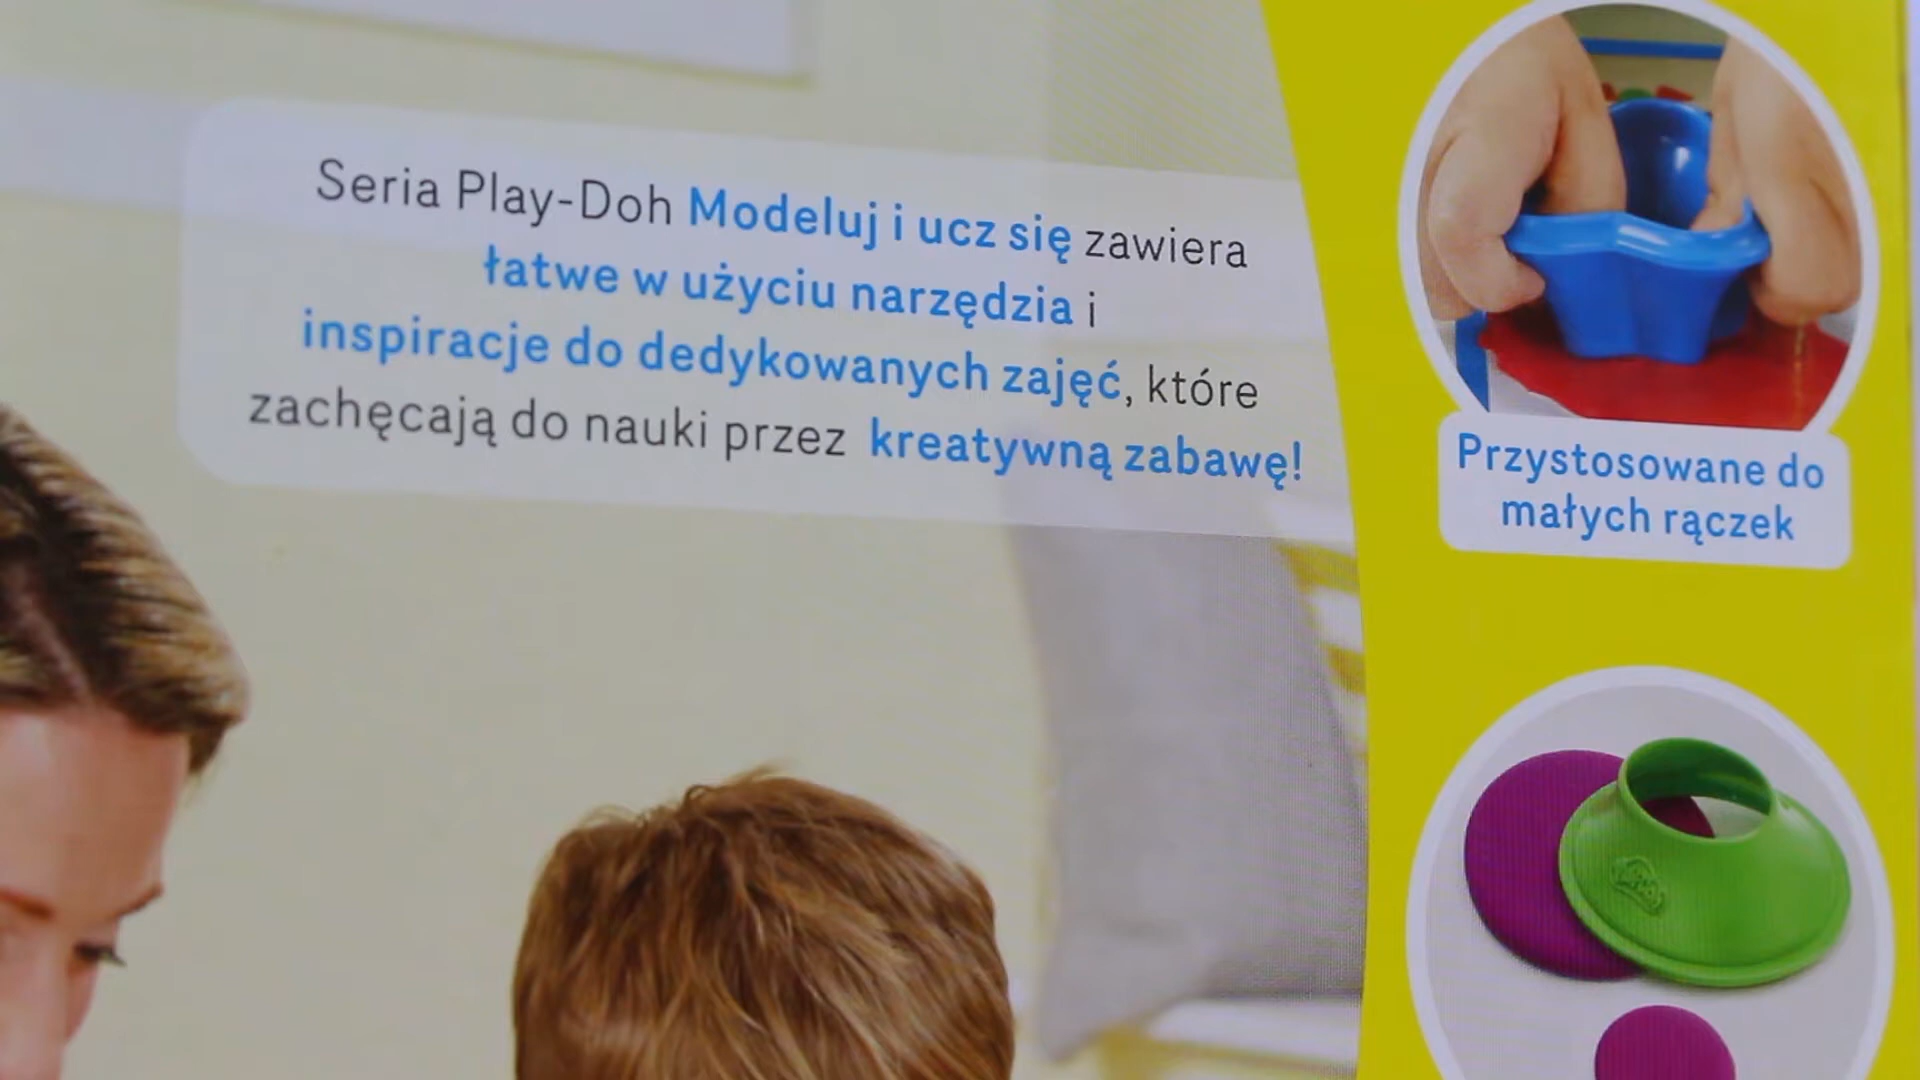 Seria Play-Doh Modeluj i ucz się zawiera
łatwe w użyciu narzędzia i
inspiracje do dedykowanych zajęć, które
zachęcają do nauki przez kreatywną zabawę!
Przystosowane do
małych rączek